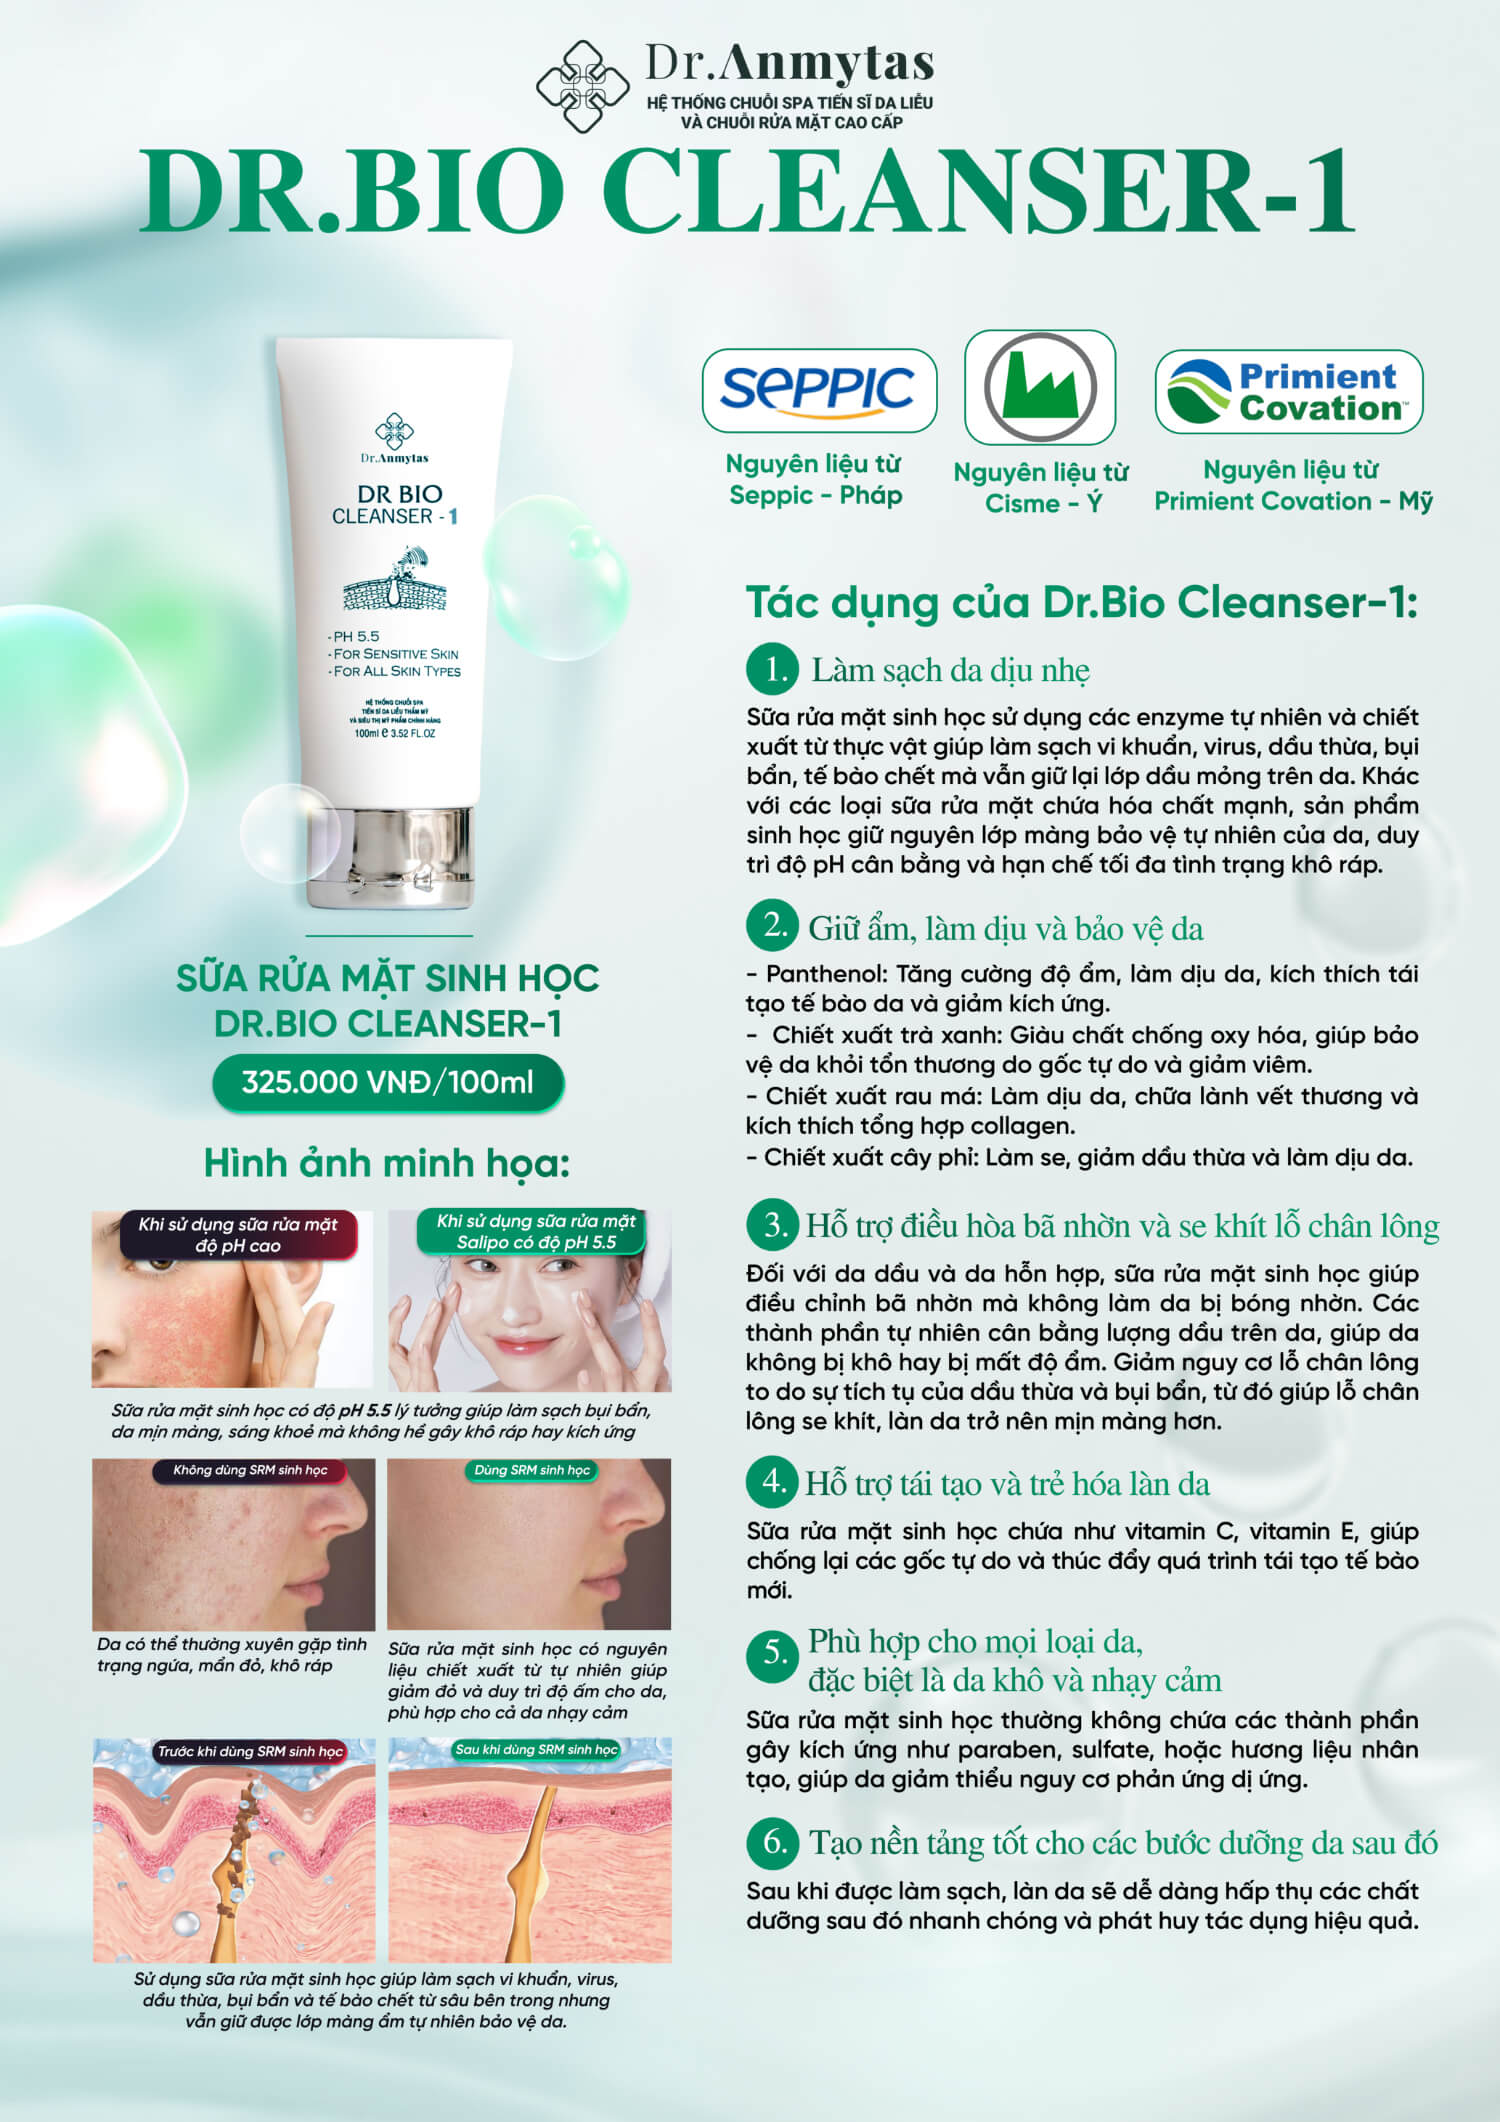 Dr.Anmytas
HỆ THỐNG CHUỖI SPA TIẾN SĨ DA LIỄU
VÀ CHUỖI RỬA MẶT CAO CẤP
DR.BIO CLEANSER-1
Dr.Anmytas
DR BIO
CLEANSER - 1
- PH 5.5
- FOR SENSITIVE SKIN
- FOR ALL SKIN TYPES
HỆ THỐNG CHUỖI SPA
TIẾN SĨ DA LIỄU THẨM MỸ
VÀ SIÊU THỊ MỸ PHẨM CHÍNH HÃNG
100ml e 3.52 FL.OZ
SỮA RỬA MẶT SINH HỌC
DR.BIO CLEANSER-1
325.000 VNĐ/100ml
Hình ảnh minh họa:
Khi sử dụng sữa rửa mặt
độ pH cao
Khi sử dụng sữa rửa mặt
Salipo có độ pH 5.5
Sữa rửa mặt sinh học có độ pH 5.5 lý tưởng giúp làm sạch bụi bẩn,
da mịn màng, sáng khoẻ mà không hề gây khô ráp hay kích ứng
Không dùng SRM sinh học
Dùng SRM sinh học
Da có thể thường xuyên gặp tình
trạng ngứa, mẩn đỏ, khô ráp
Sữa rửa mặt sinh học có nguyên
liệu chiết xuất từ tự nhiên giúp
giảm đỏ và duy trì độ ấm cho da,
phù hợp cho cả da nhạy cảm
Trước khi dùng SRM sinh học
Sau khi dùng SRM sinh học
Sử dụng sữa rửa mặt sinh học giúp làm sạch vi khuẩn, virus,
dầu thừa, bụi bẩn và tế bào chết từ sâu bên trong nhưng
vẫn giữ được lớp màng ẩm tự nhiên bảo vệ da.
SEPPIC
Nguyên liệu từ
Seppic - Pháp
Nguyên liệu từ
Cisme - Ý
Primient
Covation™
Nguyên liệu từ
Primient Covation - Mỹ
Tác dụng của Dr.Bio Cleanser-1:
1. Làm sạch da dịu nhẹ
Sữa rửa mặt sinh học sử dụng các enzyme tự nhiên và chiết
xuất từ thực vật giúp làm sạch vi khuẩn, virus, dầu thừa, bụi
bẩn, tế bào chết mà vẫn giữ lại lớp dầu mỏng trên da. Khác
với các loại sữa rửa mặt chứa hóa chất mạnh, sản phẩm
sinh học giữ nguyên lớp màng bảo vệ tự nhiên của da, duy
trì độ pH cân bằng và hạn chế tối đa tình trạng khô ráp.
2. Giữ ẩm, làm dịu và bảo vệ da
- Panthenol: Tăng cường độ ẩm, làm dịu da, kích thích tái
tạo tế bào da và giảm kích ứng.
- Chiết xuất trà xanh: Giàu chất chống oxy hóa, giúp bảo
vệ da khỏi tổn thương do gốc tự do và giảm viêm.
- Chiết xuất rau má: Làm dịu da, chữa lành vết thương và
kích thích tổng hợp collagen.
- Chiết xuất cây phỉ: Làm se, giảm dầu thừa và làm dịu da.
3. Hỗ trợ điều hòa bã nhờn và se khít lỗ chân lông
Đối với da dầu và da hỗn hợp, sữa rửa mặt sinh học giúp
điều chỉnh bã nhờn mà không làm da bị bóng nhờn. Các
thành phần tự nhiên cân bằng lượng dầu trên da, giúp da
không bị khô hay bị mất độ ẩm. Giảm nguy cơ lỗ chân lông
to do sự tích tụ của dầu thừa và bụi bẩn, từ đó giúp lỗ chân
lông se khít, làn da trở nên mịn màng hơn.
4. Hỗ trợ tái tạo và trẻ hóa làn da
Sữa rửa mặt sinh học chứa như vitamin C, vitamin E, giúp
chống lại các gốc tự do và thúc đẩy quá trình tái tạo tế bào
mới.
5. Phù hợp cho mọi loại da,
đặc biệt là da khô và nhạy cảm
Sữa rửa mặt sinh học thường không chứa các thành phần
gây kích ứng như paraben, sulfate, hoặc hương liệu nhân
tạo, giúp da giảm thiểu nguy cơ phản ứng dị ứng.
6. Tạo nền tảng tốt cho các bước dưỡng da sau đó
Sau khi được làm sạch, làn da sẽ dễ dàng hấp thụ các chất
dưỡng sau đó nhanh chóng và phát huy tác dụng hiệu quả.